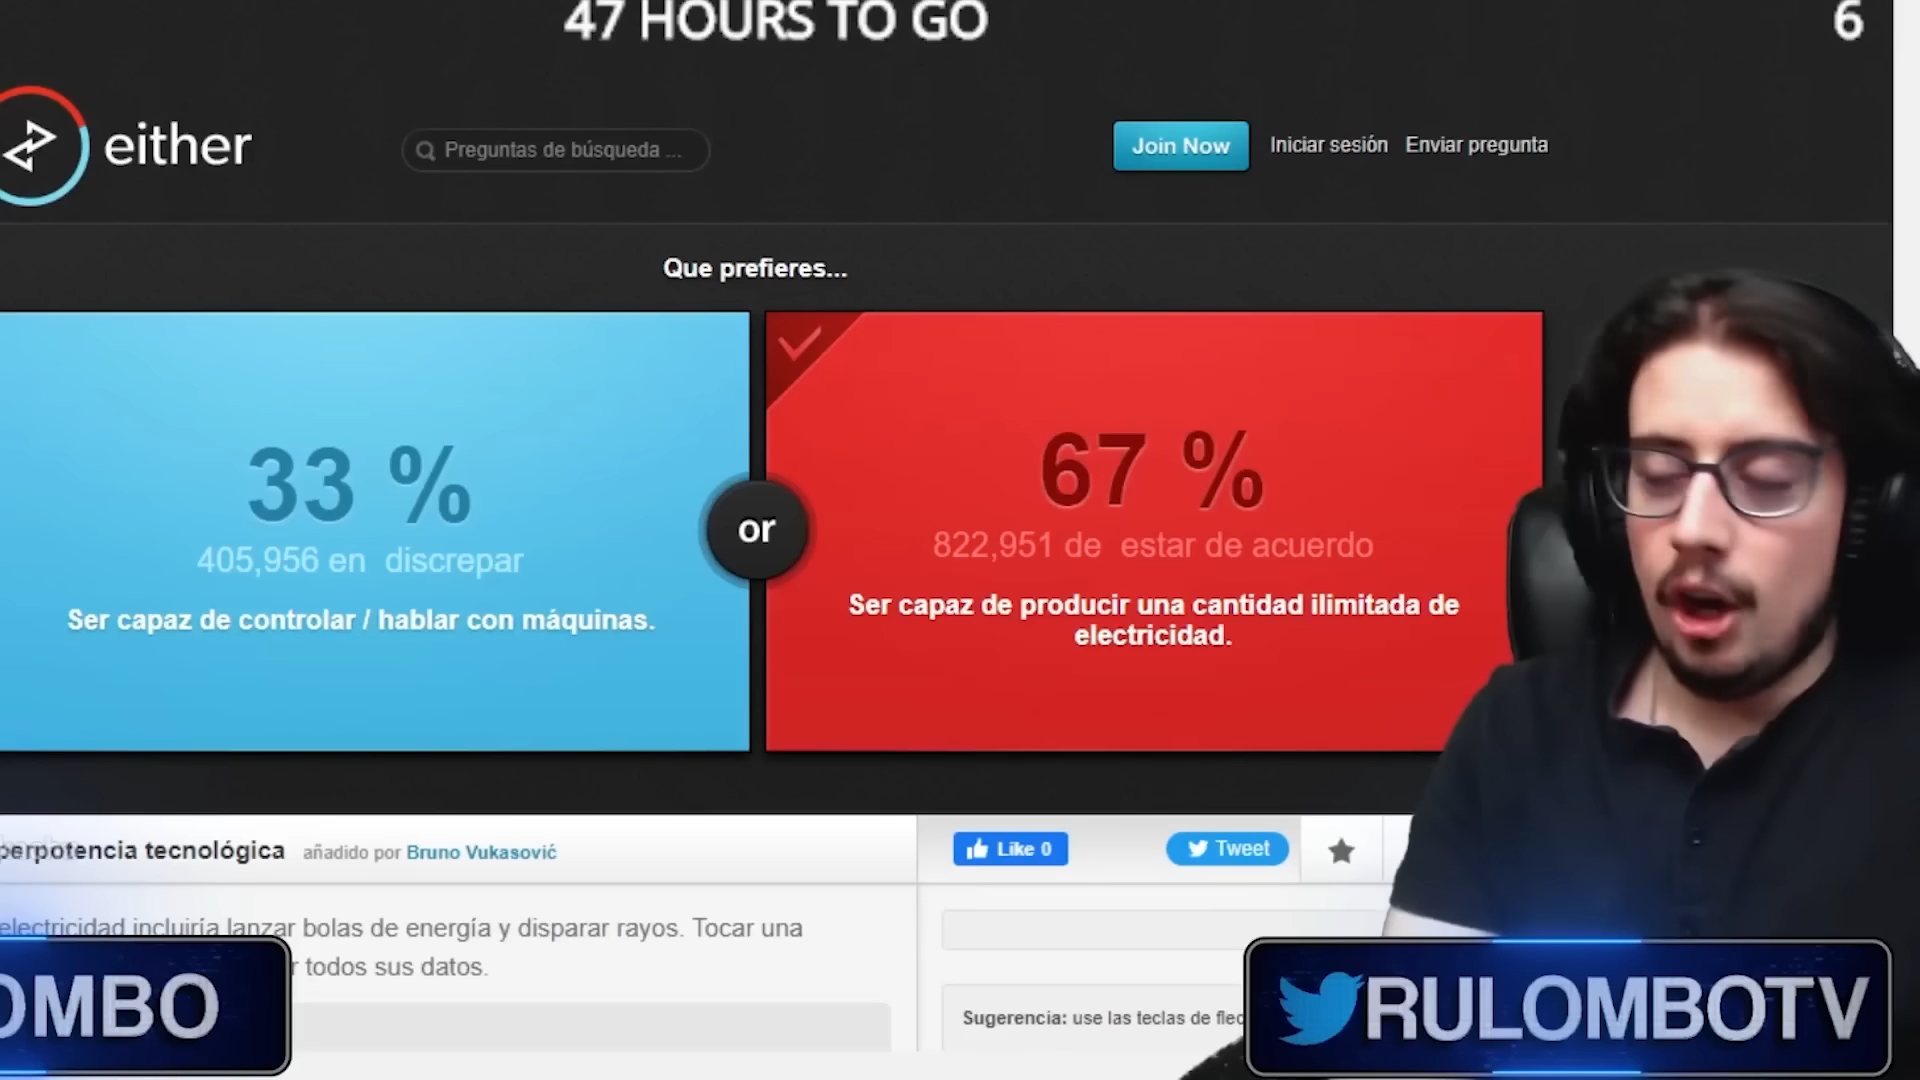 47 HOURS TO GO
6
either
Preguntas de búsqueda ...
Join Now
Iniciar sesión
Enviar pregunta
Que prefieres...
33 %
405,956 en discrepar
Ser capaz de controlar / hablar con máquinas.
or
67 %
822,951 de estar de acuerdo
Ser capaz de producir una cantidad ilimitada de
electricidad.
perpotencia tecnológica añadido por Bruno Vukasović
Like 0
Tweet
electricidad incluiría lanzar bolas de energía y disparar rayos. Tocar una
r todos sus datos.
Sugerencia: use las teclas de flec
OMBO
RULOMBOTV